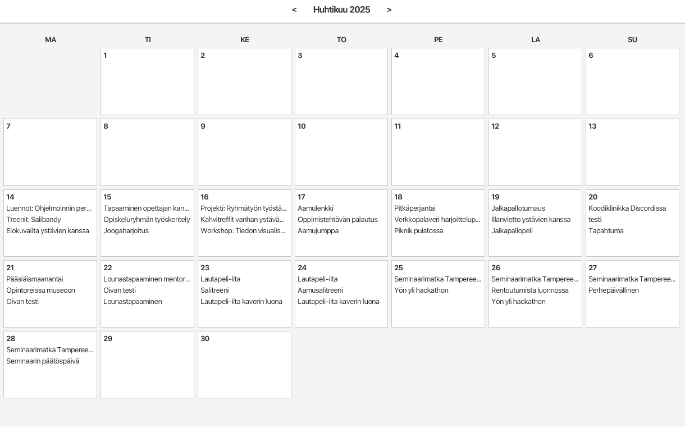 < Huhtikuu 2025 >
MA TI KE TO PE LA SU
1 2 3 4 5 6
7 8 9 10 11 12 13
14
Luennot: Ohjelmoinnin per...
Treenit: Salibandy
Elokuvailta ystävien kanssa
15
Tapaaminen opettajan kan...
Opiskeluryhmän työskentely
Joogaharjoitus
16
Projekti: Ryhmätyön työstä...
Kahvitreffit vanhan ystävä...
Workshop: Tiedon visualis...
17
Aamulenkki
Oppimistehtävän palautus
Aamujumppa
18
Pitkäperjantai
Verkkopalaveri harjoittelup...
Piknik puistossa
19
Jalkapalloturnaus
Illanvietto ystävien kanssa
Jalkapallopeli
20
Koodiklinikka Discordissa
testi
Tapahtuma
21
Pääsiäismaanantai
Opintoreissu museoon
Oivan testi
22
Lounastapaaminen mentor...
Oivan testi
Lounastapaaminen
23
Lautapeli-ilta
Salitreeni
Lautapeli-ilta kaverin luona
24
Lautapeli-ilta
Aamusalitreeni
Lautapeli-ilta kaverin luona
25
Seminaarimatka Tamperee...
Yön yli hackathon
26
Seminaarimatka Tamperee...
Rentoutumista luonnossa
Yön yli hackathon
27
Seminaarimatka Tamperee...
Perhepäivällinen
28
Seminaarimatka Tamperee...
Seminaarin päätöspäivä
29
30